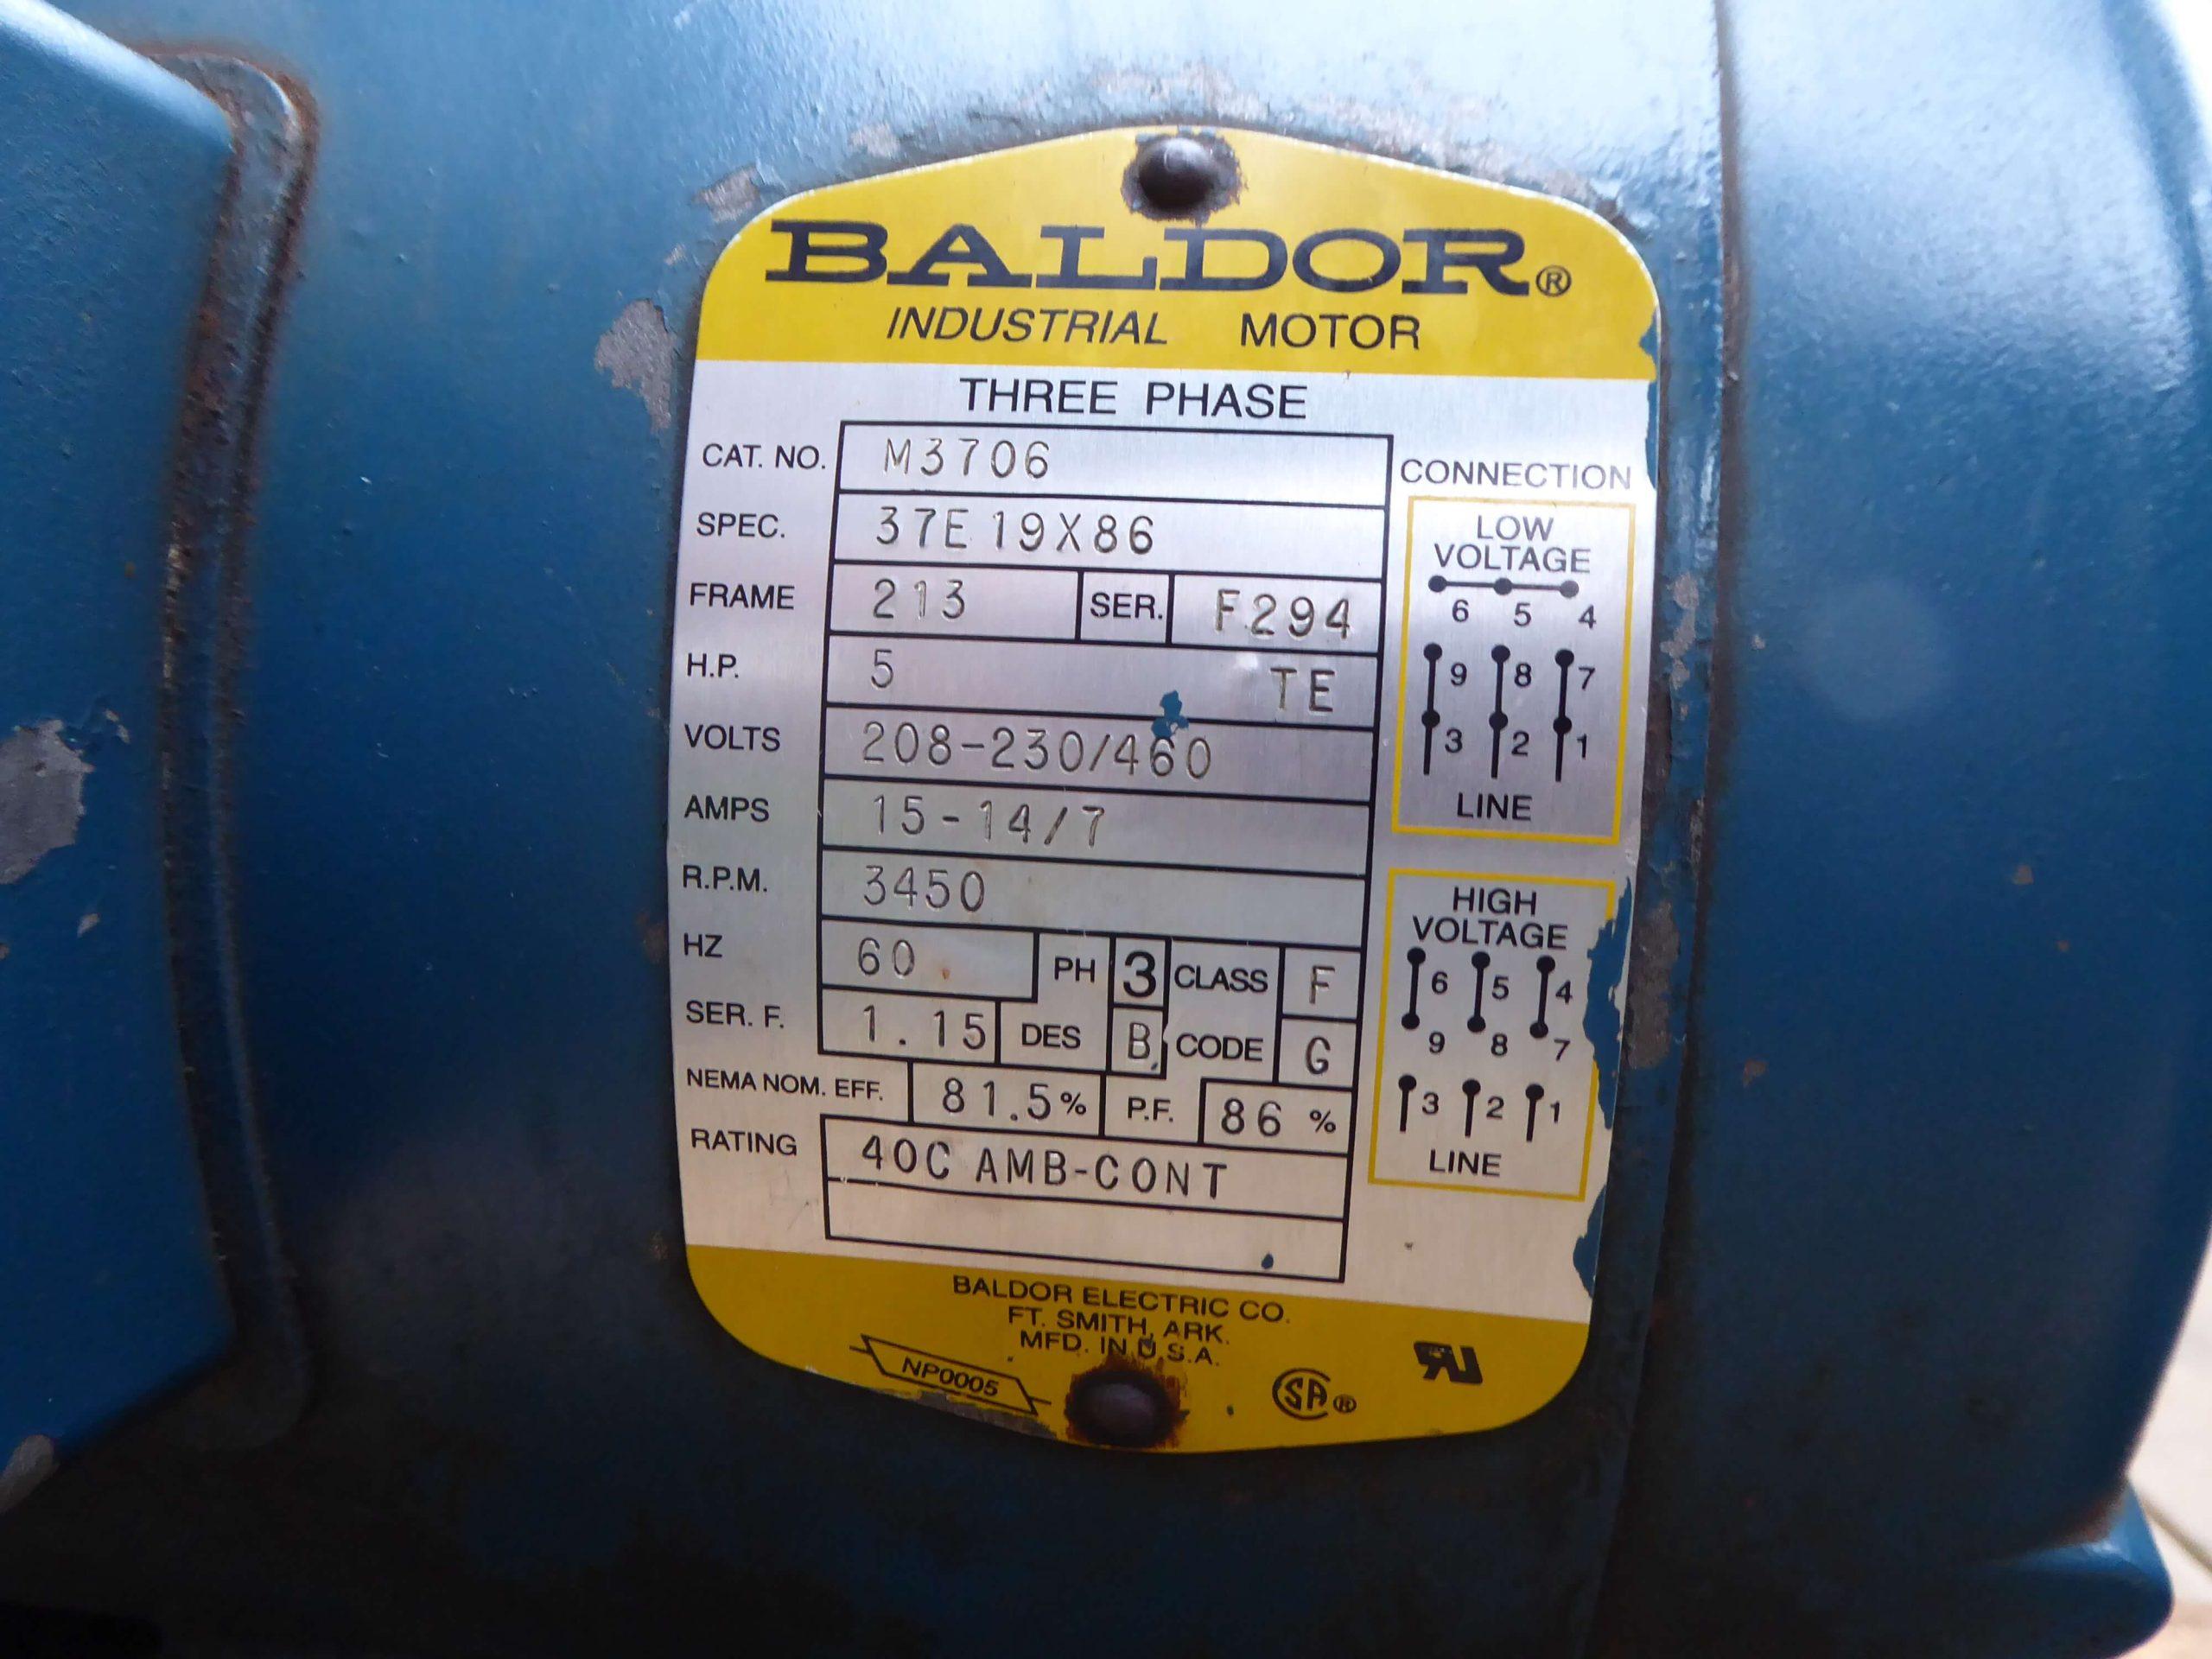 BALDOR®
INDUSTRIAL MOTOR
THREE PHASE
CAT. NO. M3706
SPEC. 37E19X86
FRAME 213 SER. F294
H.P. 5 TE
VOLTS 208-230/460
AMPS 15-14/7
R.P.M. 3450
HZ 60 PH 3 CLASS F
SER. F. 1.15 DES B CODE G
NEMA NOM. EFF. 81.5% P.F. 86 %
RATING 40C AMB-CONT
CONNECTION
LOW
VOLTAGE
6 5 4
9 8 7
3 2 1
LINE
HIGH
VOLTAGE
6 5 4
9 8 7
3 2 1
LINE
BALDOR ELECTRIC CO.
FT. SMITH, ARK.
MFD. IN U.S.A.
NP0005
SA®
RU